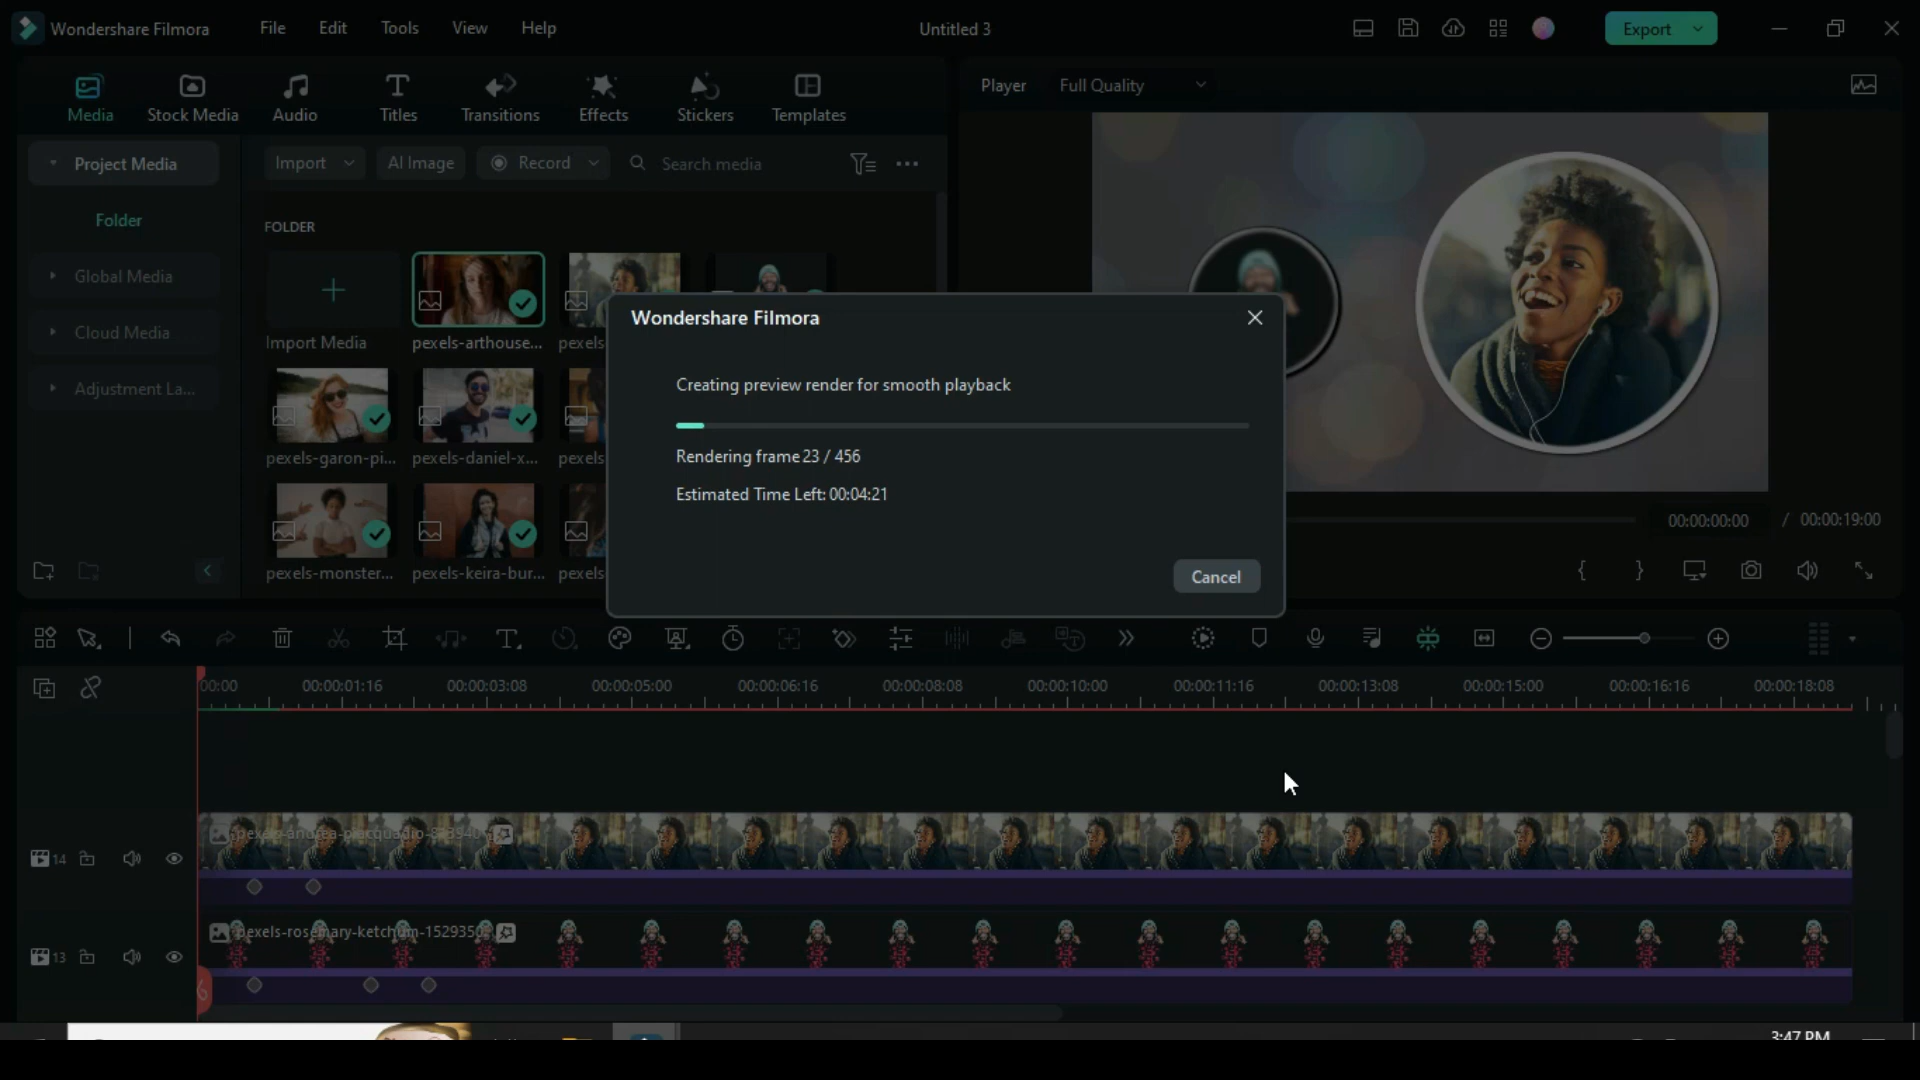 Wondershare Filmora File Edit Tools View Help Untitled 3 Export
Media Stock Media Audio Titles Transitions Effects Stickers Templates
Player Full Quality
Project Media
Import AI Image Record Search media
Folder
FOLDER
Global Media
Cloud Media
Adjustment La...
Import Media pexels-arthouse... pexels
pexels-garon-pi... pexels-daniel-x... pexels
pexels-monster... pexels-keira-bur... pexels
Wondershare Filmora
Creating preview render for smooth playback
Rendering frame 23 / 456
Estimated Time Left: 00:04:21
Cancel
00:00:00:00 / 00:00:19:00
00:00 00:00:01:16 00:00:03:08 00:00:05:00 00:00:06:16 00:00:08:08 00:00:10:00 00:00:11:16 00:00:13:08 00:00:15:00 00:00:16:16 00:00:18:08
14
13
pexels-rosemary-ketchum-1529350
3:47 PM